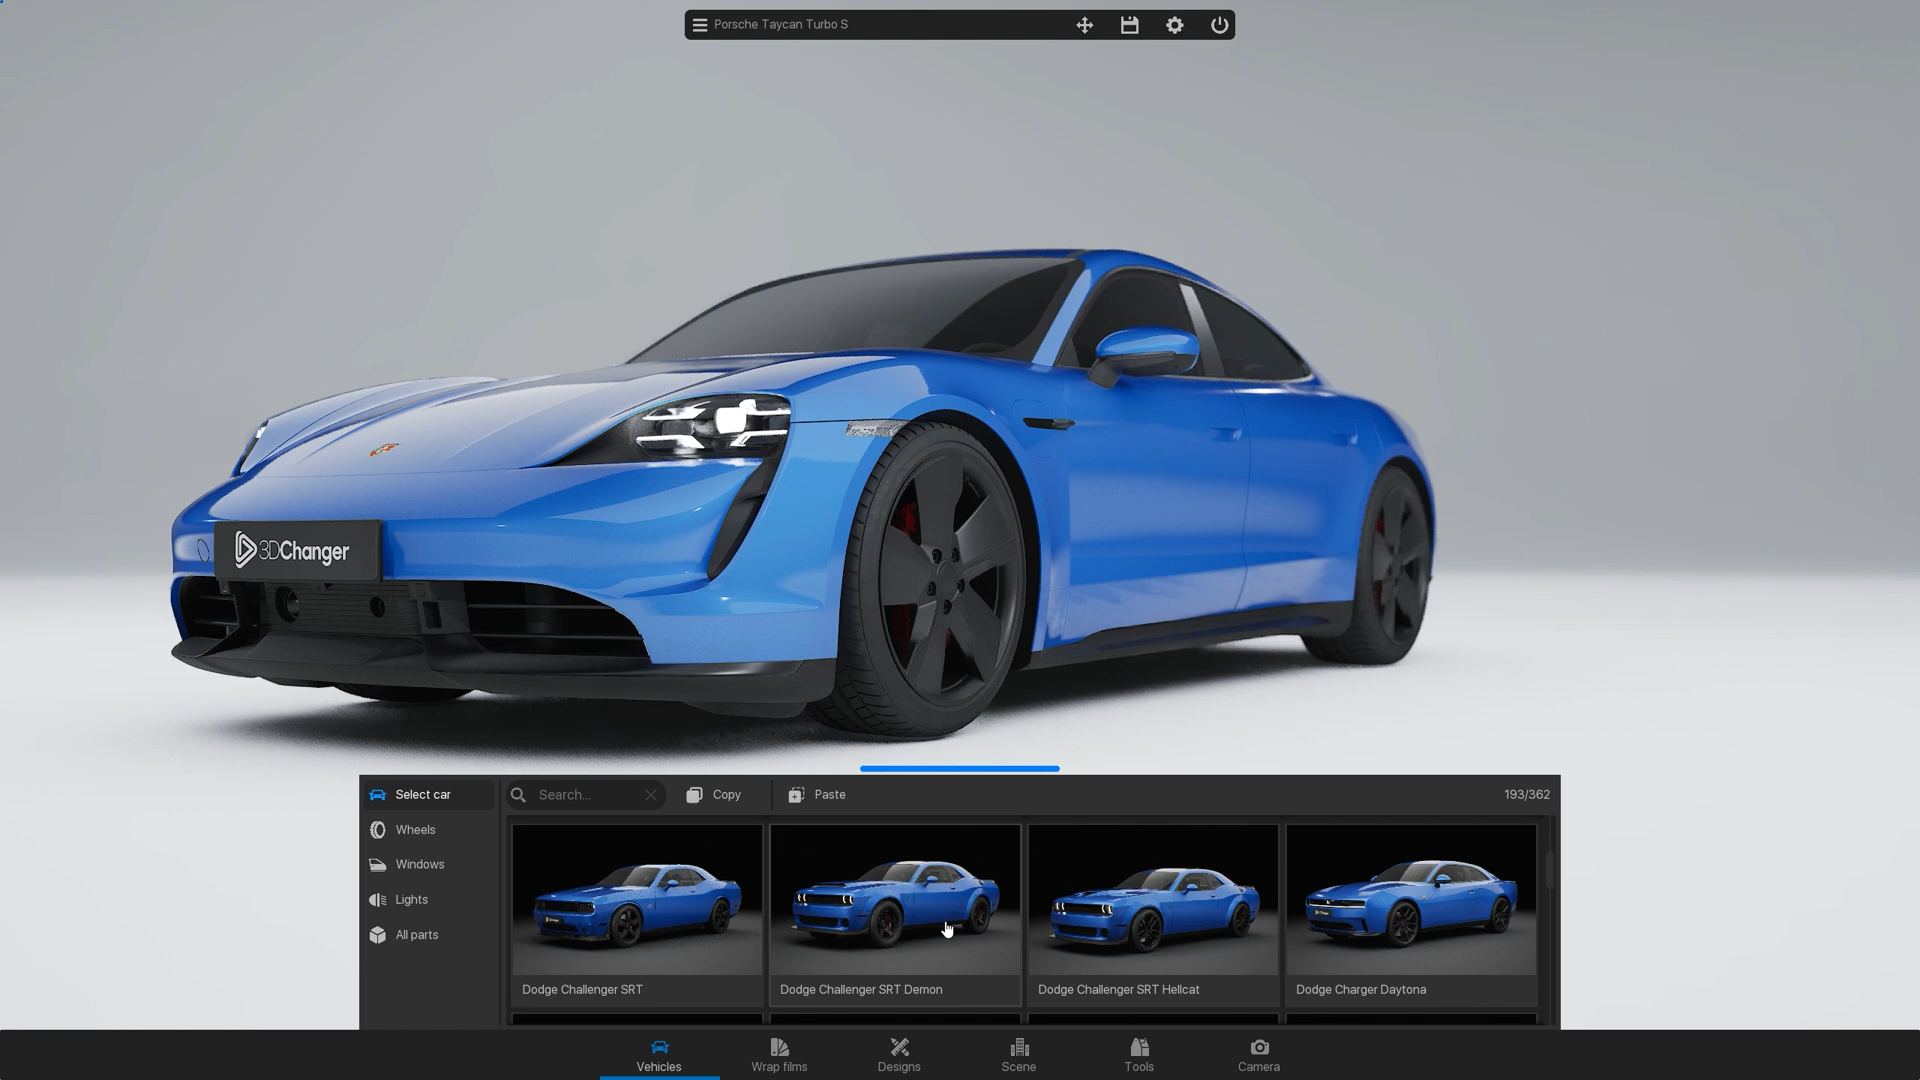 Porsche Taycan Turbo S
3DChanger
Select car
Search...
Copy
Paste
193/362
Wheels
Windows
Lights
All parts
Dodge Challenger SRT
Dodge Challenger SRT Demon
Dodge Challenger SRT Hellcat
Dodge Charger Daytona
Vehicles
Wrap films
Designs
Scene
Tools
Camera